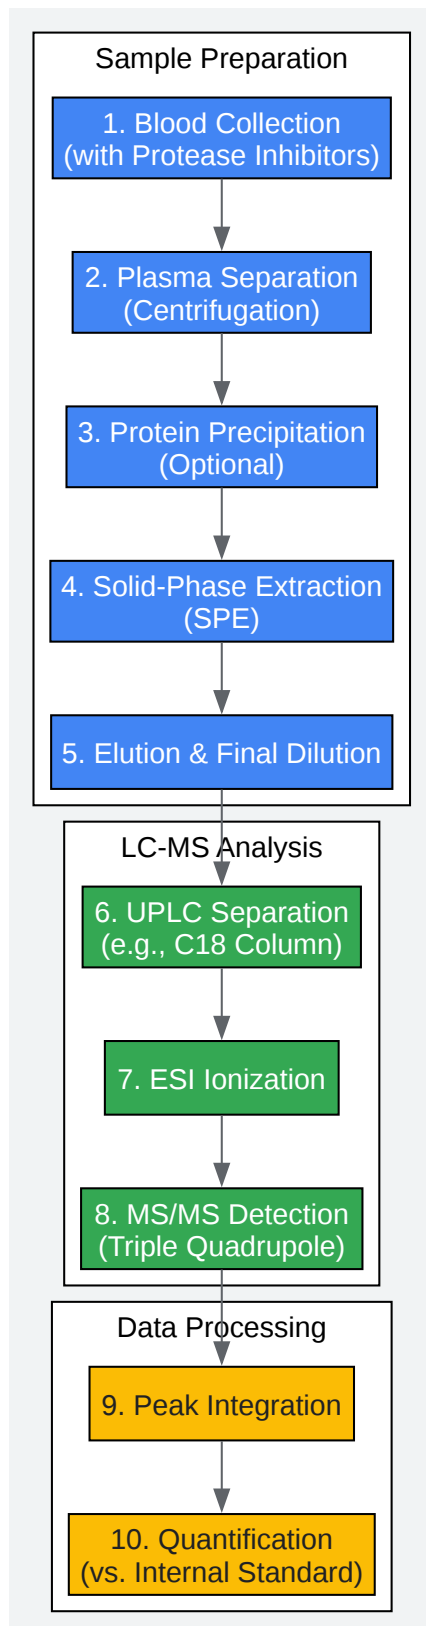 Sample Preparation
1. Blood Collection
(with Protease Inhibitors)
2. Plasma Separation
(Centrifugation)
3. Protein Precipitation
(Optional)
4. Solid-Phase Extraction
(SPE)
5. Elution & Final Dilution
LC-MS Analysis
6. UPLC Separation
(e.g., C18 Column)
7. ESI Ionization
8. MS/MS Detection
(Triple Quadrupole)
Data Processing
9. Peak Integration
10. Quantification
(vs. Internal Standard)